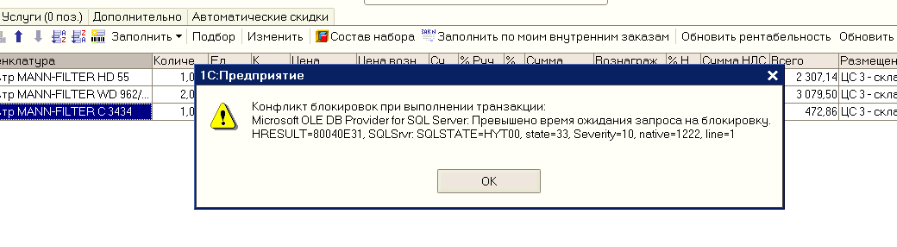 Услуги (0 поз.) Дополнительно Автоматические скидки
Заполнить Подбор Изменить Состав набора Заполнить по моим внутренним заказам Обновить рентабельность Обновить
Количе... Ед... К... Цена Цена возн... Су... % Руч... %... Сумма Вознаграж... % Н... Сумма НДС Всего Размещен
тр MANN-FILTER HD 55 1,0 2 307,14 ЦС 3 - скла
тр MANN-FILTER WD 962/... 2,0 3 079,50 ЦС 3 - скла
тр MANN-FILTER C 3434 1,0 472,86 ЦС 3 - скла
1С:Предприятие
Конфликт блокировок при выполнении транзакции:
Microsoft OLE DB Provider for SQL Server: Превышено время ожидания запроса на блокировку.
HRESULT=80040E31, SQLSrvr: SQLSTATE=HYT00, state=33, Severity=10, native=1222, line=1
OK